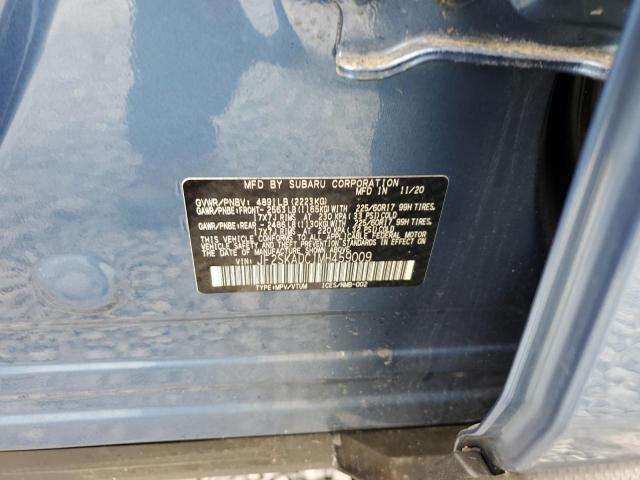 MFD BY SUBARU CORPORATION
MFD IN 11/20
GVWR/PNBV: 4891LB(2223KG)
GAWR/PNBE:FRONT- 2563LB(1165KG)WITH 225/60R17 99H TIRES,
17X7J RIMS AT 230 KPA(33 PSI)COLD
GAWR/PNBE:REAR - 2486LB(1130KG)WITH 225/60R17 99H TIRES,
17X7J RIMS AT 220 KPA(32 PSI)COLD
THIS VEHICLE CONFORMS TO ALL APPLICABLE
FEDERAL MOTOR VEHICLE SAFETY
STANDARDS IN EFFECT ON THE DATE OF
MANUFACTURE SHOWN ABOVE.
VIN: JF2SKADC1MH459009
TYPE:MPV/VTUM ICES/NMB-002